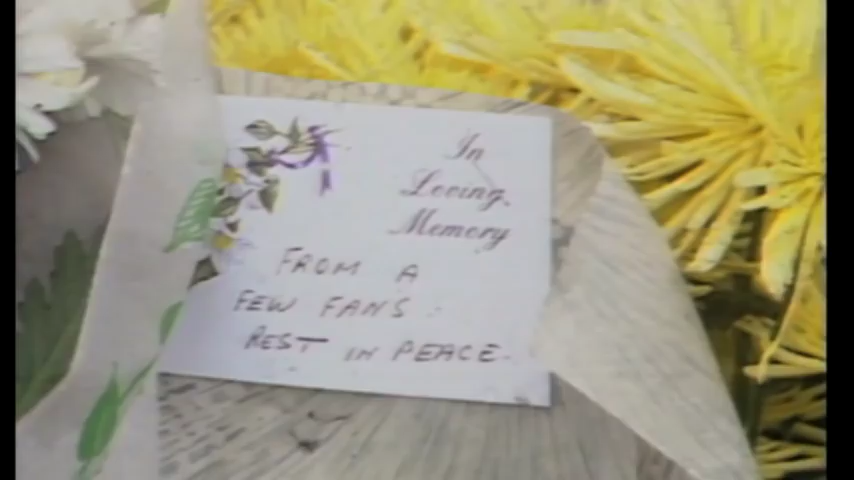 In
Loving
Memory
FROM A
FEW FANS.
REST IN PEACE.